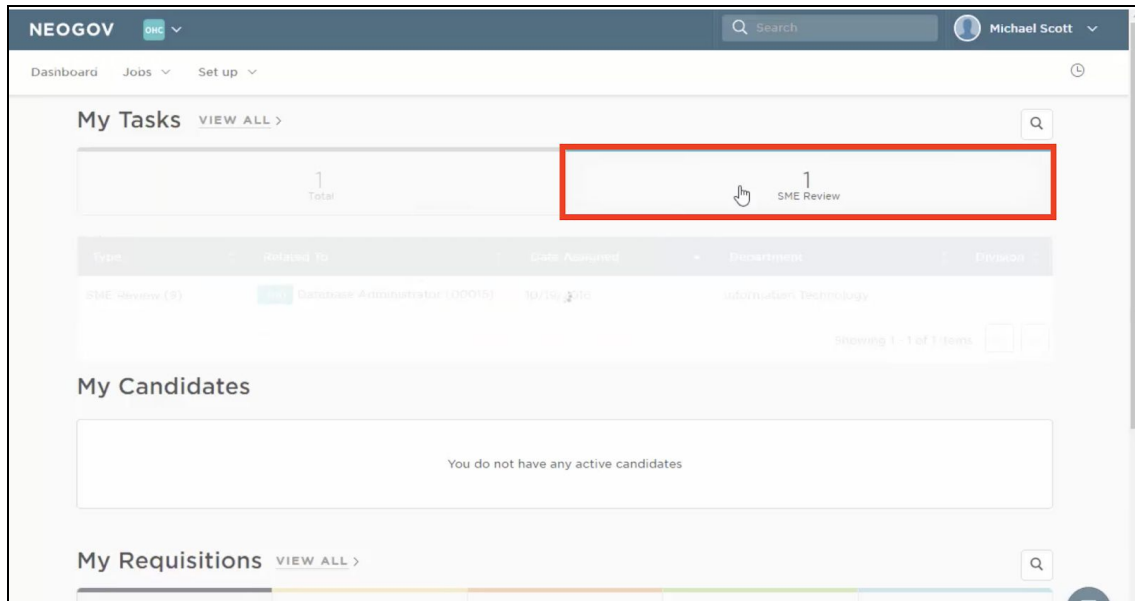 NEOGOV OHC Search Michael Scott
Dashboard Jobs Set up
My Tasks VIEW ALL >
1 1
Total SME Review
Type Related To Date Assigned Department Division
SME Review Database Administrator Information Technology
Showing 1 - 1 of 1 items
My Candidates
You do not have any active candidates
My Requisitions VIEW ALL >